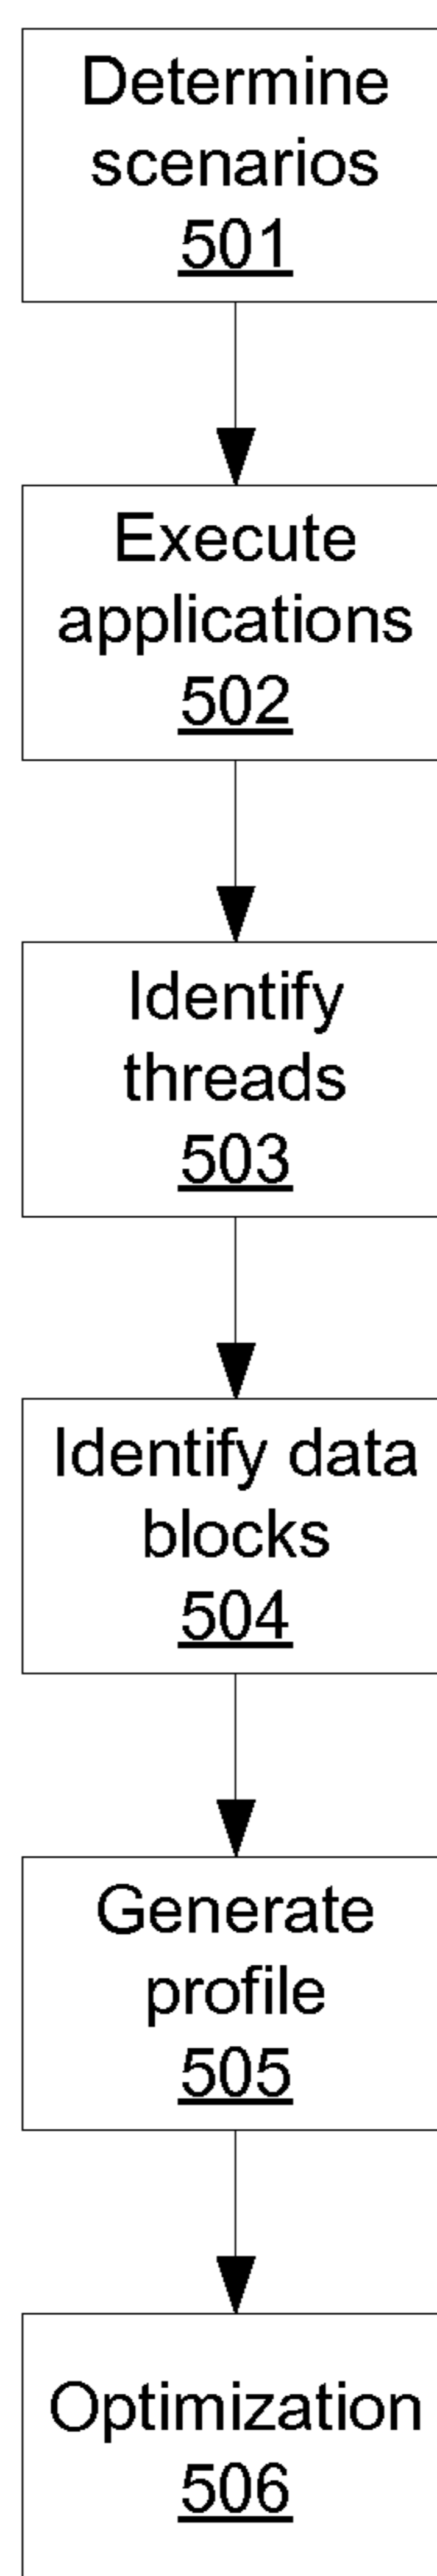 Determine
scenarios
501
Execute
applications
502
Identify
threads
503
Identify data
blocks
504
Generate
profile
505
Optimization
506